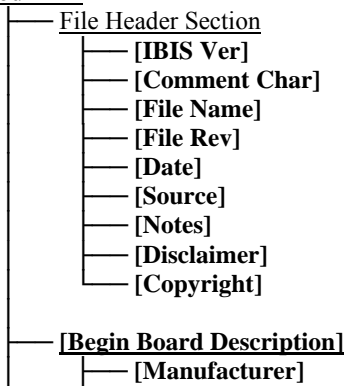 File Header Section
[IBIS Ver]
[Comment Char]
[File Name]
[File Rev]
[Date]
[Source]
[Notes]
[Disclaimer]
[Copyright]
[Begin Board Description]
[Manufacturer]